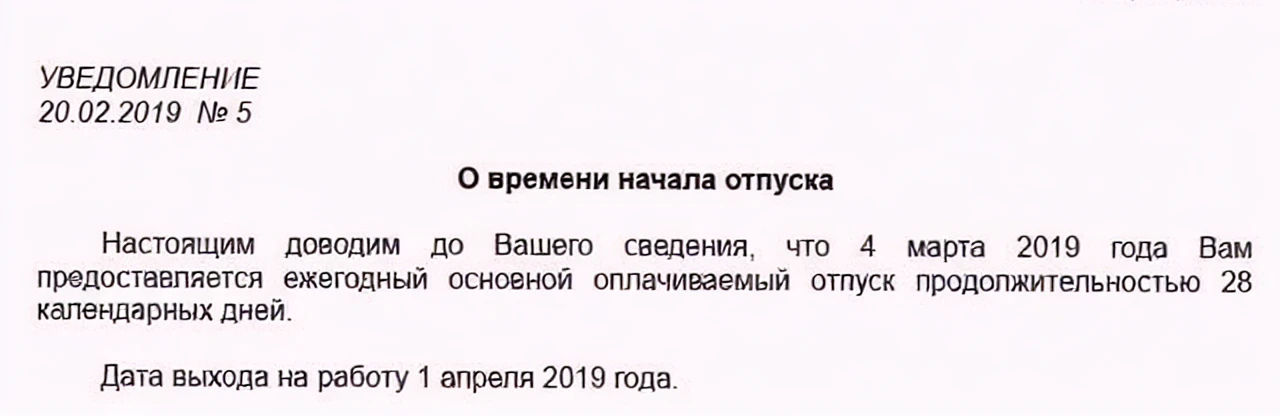 УВЕДОМЛЕНИЕ
20.02.2019 № 5
О времени начала отпуска
Настоящим доводим до Вашего сведения, что 4 марта 2019 года Вам
предоставляется ежегодный основной оплачиваемый отпуск продолжительностью 28
календарных дней.
Дата выхода на работу 1 апреля 2019 года.